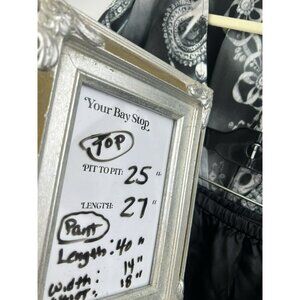 Your Bay Stop
TOP
PIT TO PIT: 25 "
LENGTH: 27 "
Pant
Length: 40 "
Width: 14 "
18 "